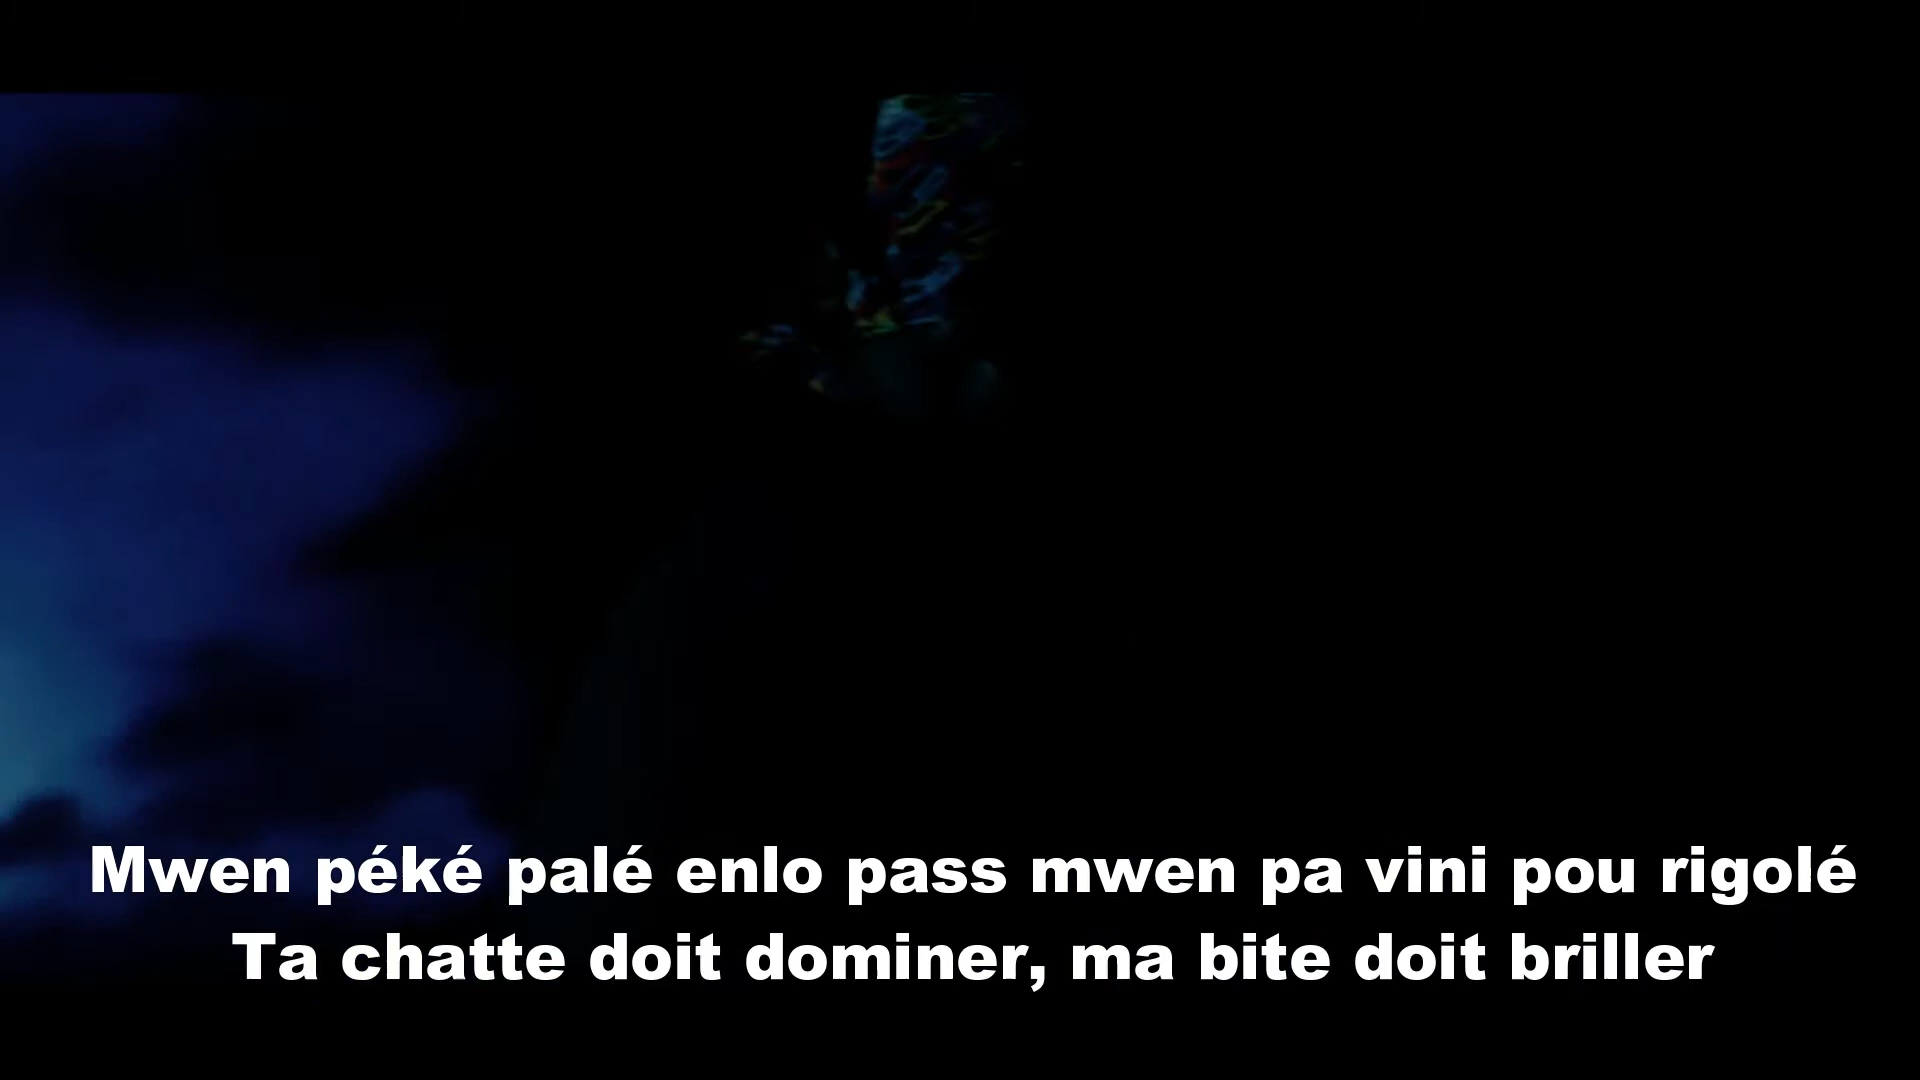 Mwen péké palé enlo pass mwen pa vini pou rigolé
Ta chatte doit dominer, ma bite doit briller